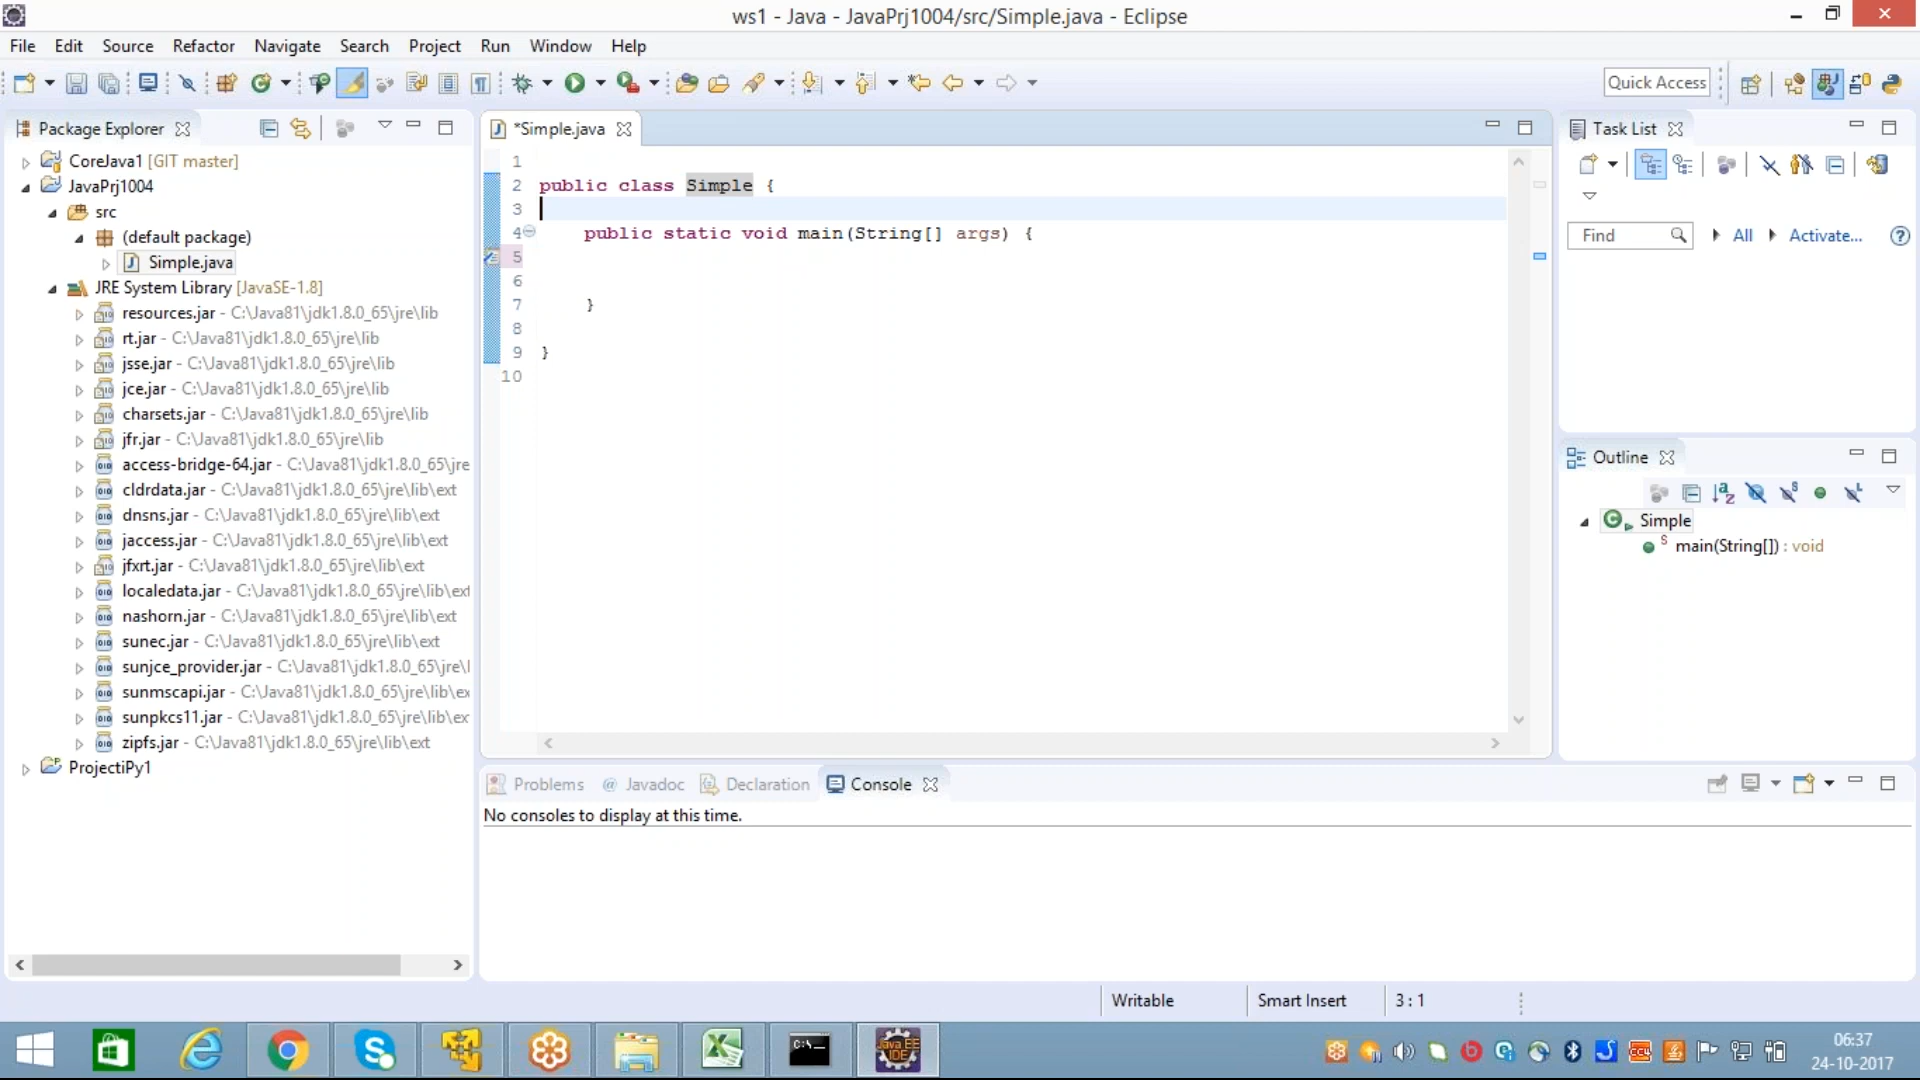 ws1 - Java - JavaPrj1004/src/Simple.java - Eclipse
File Edit Source Refactor Navigate Search Project Run Window Help
Quick Access
Package Explorer
CoreJava1 [GIT master]
JavaPrj1004
src
(default package)
Simple.java
JRE System Library [JavaSE-1.8]
resources.jar - C:\Java81\jdk1.8.0_65\jre\lib
rt.jar - C:\Java81\jdk1.8.0_65\jre\lib
jsse.jar - C:\Java81\jdk1.8.0_65\jre\lib
jce.jar - C:\Java81\jdk1.8.0_65\jre\lib
charsets.jar - C:\Java81\jdk1.8.0_65\jre\lib
jfr.jar - C:\Java81\jdk1.8.0_65\jre\lib
access-bridge-64.jar - C:\Java81\jdk1.8.0_65\jre
cldrdata.jar - C:\Java81\jdk1.8.0_65\jre\lib\ext
dnsns.jar - C:\Java81\jdk1.8.0_65\jre\lib\ext
jaccess.jar - C:\Java81\jdk1.8.0_65\jre\lib\ext
jfxrt.jar - C:\Java81\jdk1.8.0_65\jre\lib\ext
localedata.jar - C:\Java81\jdk1.8.0_65\jre\lib\ext
nashorn.jar - C:\Java81\jdk1.8.0_65\jre\lib\ext
sunec.jar - C:\Java81\jdk1.8.0_65\jre\lib\ext
sunjce_provider.jar - C:\Java81\jdk1.8.0_65\jre\l
sunmscapi.jar - C:\Java81\jdk1.8.0_65\jre\lib\ex
sunpkcs11.jar - C:\Java81\jdk1.8.0_65\jre\lib\ex
zipfs.jar - C:\Java81\jdk1.8.0_65\jre\lib\ext
ProjectiPy1
*Simple.java
1
2 public class Simple {
3
4 public static void main(String[] args) {
5
6
7 }
8
9 }
10
Task List
Find All Activate...
Outline
Simple
main(String[]) : void
Problems @ Javadoc Declaration Console
No consoles to display at this time.
Writable Smart Insert 3 : 1
Java EE
IDE
06:37
24-10-2017